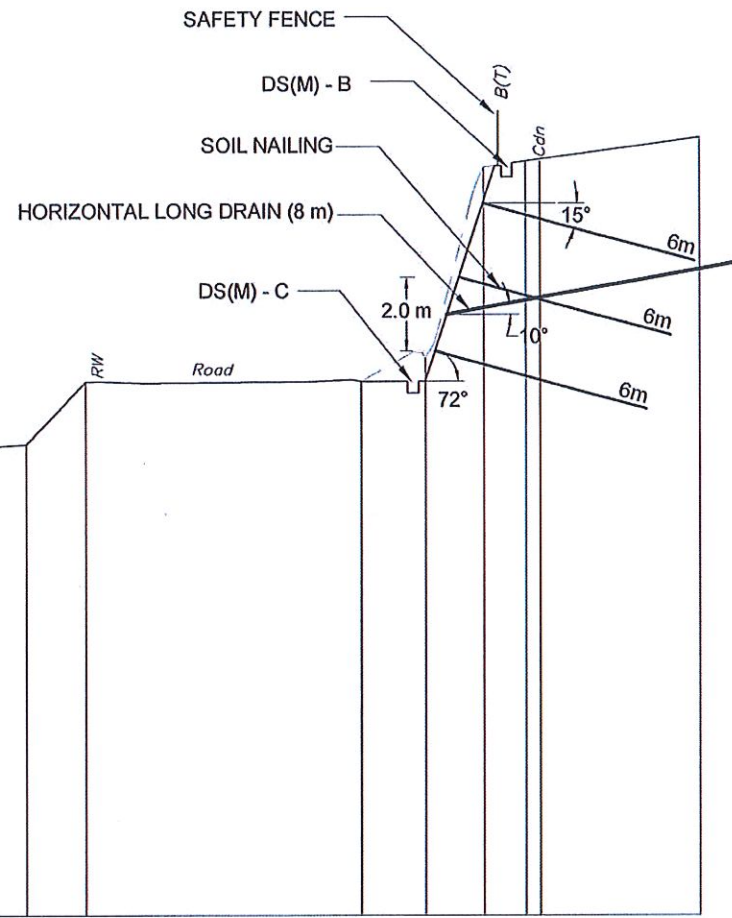 SAFETY FENCE
B(T)
DS(M) - B
Cdn
SOIL NAILING
15°
HORIZONTAL LONG DRAIN (8 m)
6m
DS(M) - C
2.0 m
6m
10°
RW
Road
72°
6m